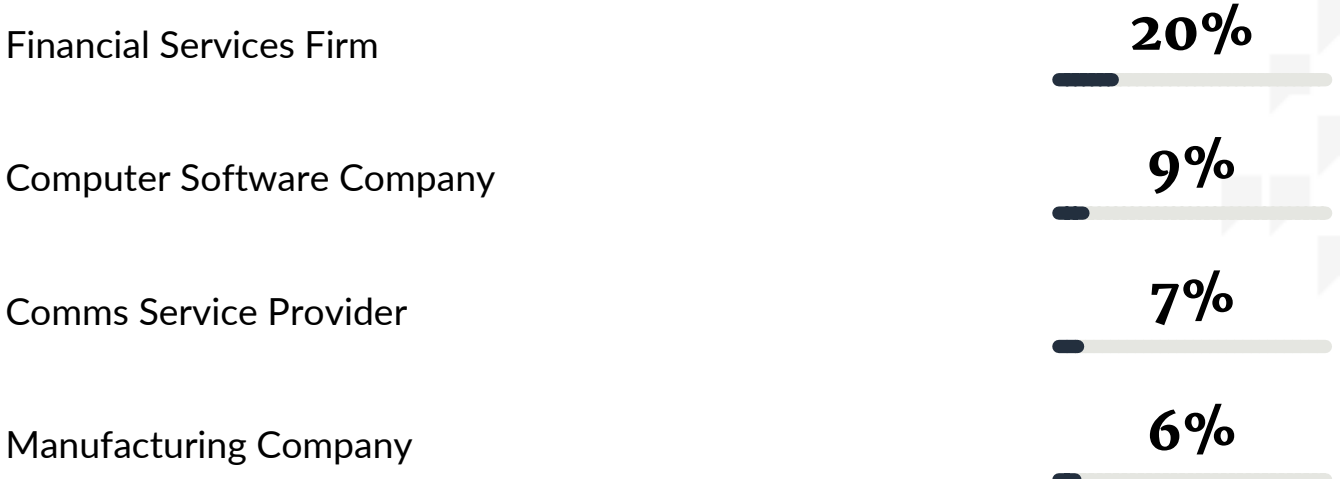 Financial Services Firm
20%
Computer Software Company
9%
Comms Service Provider
7%
Manufacturing Company
6%